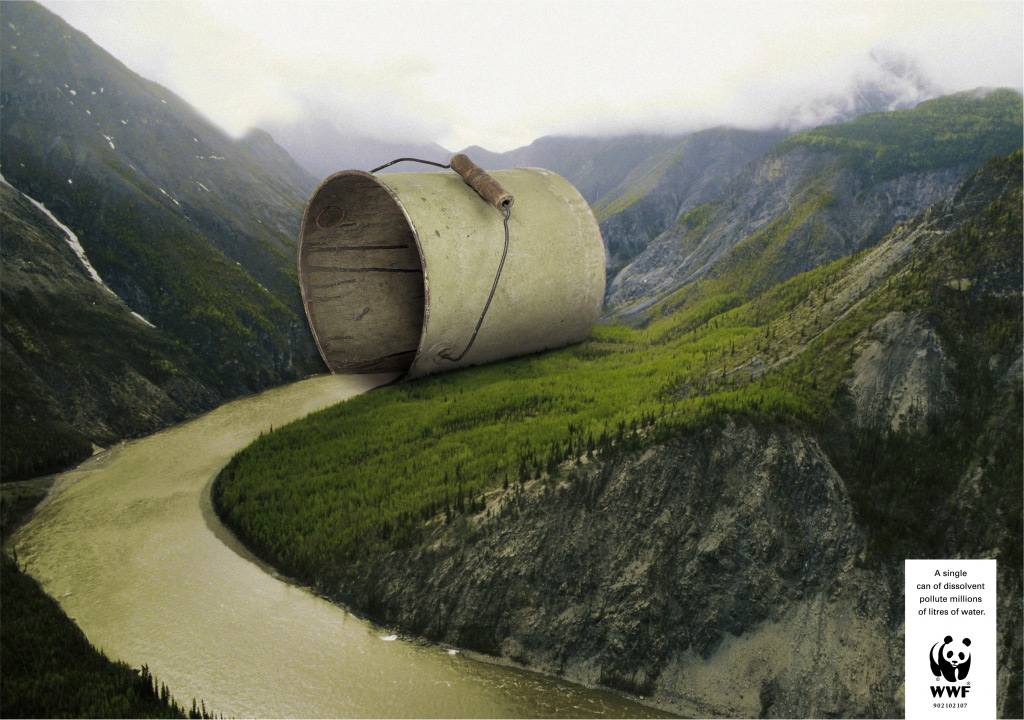 A single
can of dissolvent
pollute millions
of litres of water.
WWF
902102107